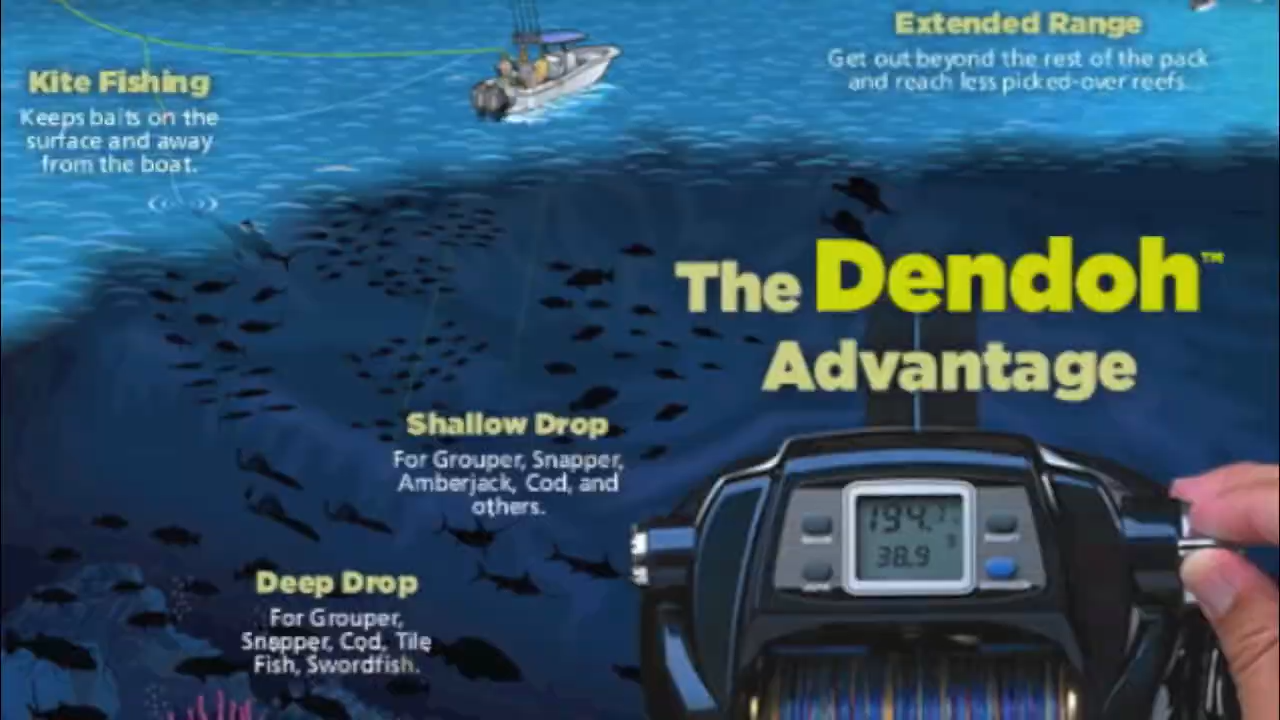 Extended Range
Get out beyond the rest of the pack
and reach less picked-over reefs.
Kite Fishing
Keeps baits on the
surface and away
from the boat.
The Dendoh™
Advantage
Shallow Drop
For Grouper, Snapper,
Amberjack, Cod, and
others.
194.
38.9
Deep Drop
For Grouper,
Snapper, Cod, Tile
Fish, Swordfish.